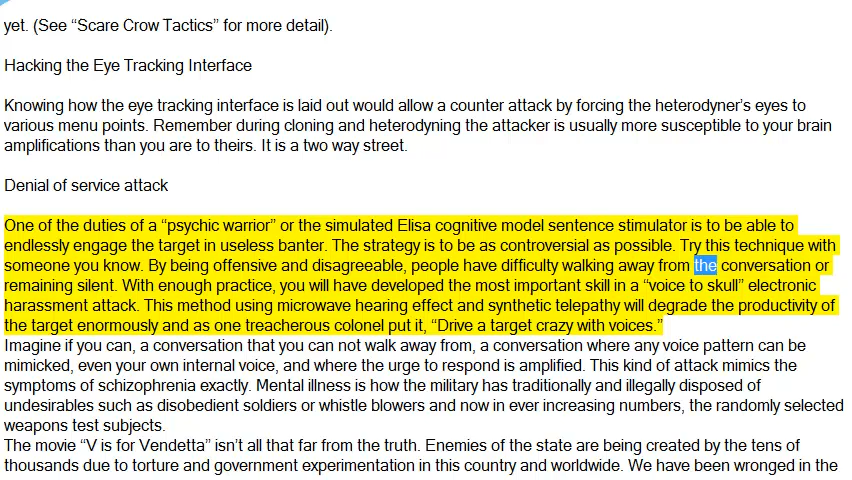 yet. (See “Scare Crow Tactics” for more detail).
Hacking the Eye Tracking Interface
Knowing how the eye tracking interface is laid out would allow a counter attack by forcing the heterodyner’s eyes to
various menu points. Remember during cloning and heterodyning the attacker is usually more susceptible to your brain
amplifications than you are to theirs. It is a two way street.
Denial of service attack
One of the duties of a “psychic warrior” or the simulated Elisa cognitive model sentence stimulator is to be able to
endlessly engage the target in useless banter. The strategy is to be as controversial as possible. Try this technique with
someone you know. By being offensive and disagreeable, people have difficulty walking away from the conversation or
remaining silent. With enough practice, you will have developed the most important skill in a “voice to skull” electronic
harassment attack. This method using microwave hearing effect and synthetic telepathy will degrade the productivity of
the target enormously and as one treacherous colonel put it, “Drive a target crazy with voices.”
Imagine if you can, a conversation that you can not walk away from, a conversation where any voice pattern can be
mimicked, even your own internal voice, and where the urge to respond is amplified. This kind of attack mimics the
symptoms of schizophrenia exactly. Mental illness is how the military has traditionally and illegally disposed of
undesirables such as disobedient soldiers or whistle blowers and now in ever increasing numbers, the randomly selected
weapons test subjects.
The movie “V is for Vendetta” isn’t all that far from the truth. Enemies of the state are being created by the tens of
thousands due to torture and government experimentation in this country and worldwide. We have been wronged in the